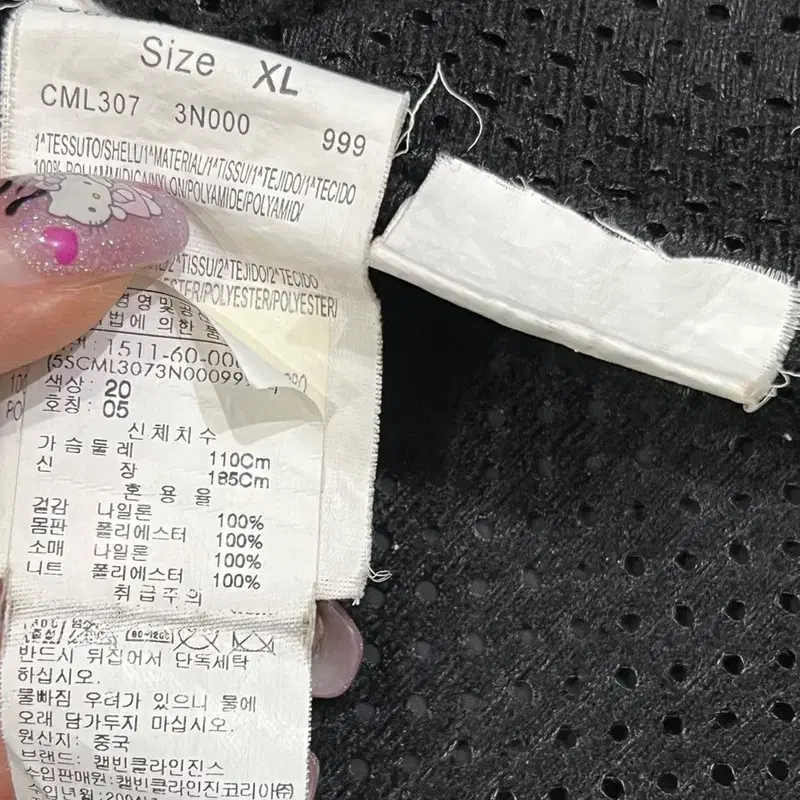 Size XL
CML307 3N000 999
1^TESSUTO/SHELL/1^MATERIAL/1^TISSU/1^TEJIDO/1^TECIDO
100% POLIAMMIDICA/NYLON/POLYAMIDE/POLYAMID/
TISSU/2^TEJIDO/2^TECIDO
ESTER/POLYESTER/POLYESTER/
법에 의한
1511-60-00
(5SCML3073N00099
색상: 20
호칭: 05
신체치수
가슴둘레 110Cm
신 장 185Cm
혼용율
겉감 나일론 100%
몸판 폴리에스터 100%
소매 나일론 100%
니트 폴리에스터 100%
취급주의
반드시 뒤집어서 단독세탁
하십시오.
물빠짐 우려가 있으니 물에
오래 담가두지 마십시오.
원산지: 중국
브랜드: 캘빈클라인진스
수입판매원: 캘빈클라인진코리아㈜